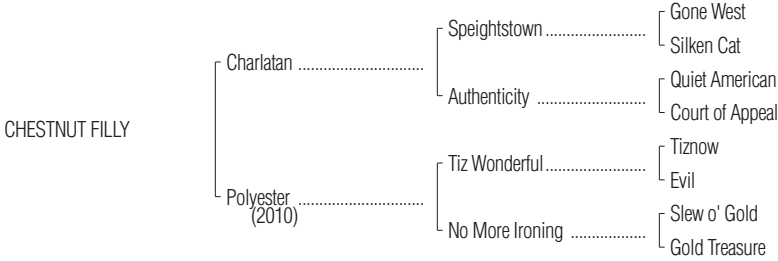 Gone West
Speightstown
Silken Cat
Charlatan
Quiet American
Authenticity
Court of Appeal
CHESTNUT FILLY
Tiznow
Tiz Wonderful
Evil
Polyester
(2010)
Slew o' Gold
No More Ironing
Gold Treasure